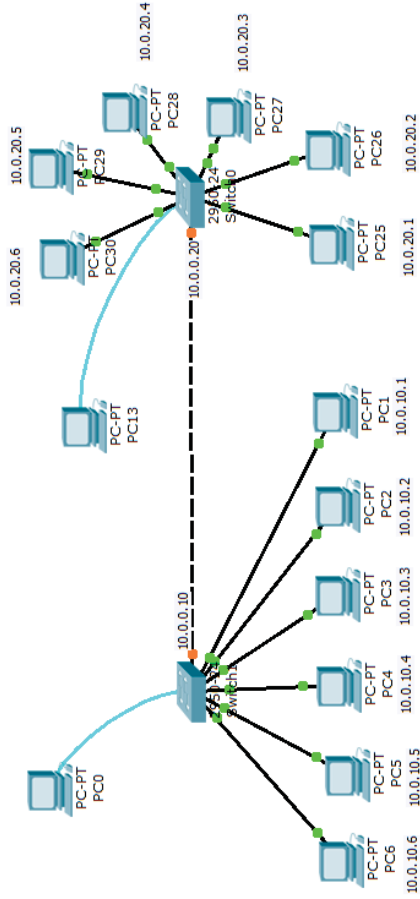 10.0.20.5
10.0.20.4
10.0.20.6
PC-PT
PC29
PC-PT
PC28
10.0.20.3
PC-PT
PC30
PC-PT
PC27
2950-24
Switch0
10.0.0.20
PC-PT
PC26
10.0.20.2
PC-PT
PC25
10.0.20.1
PC-PT
PC13
PC-PT
PC0
10.0.0.10
PC-PT
PC6
10.0.10.6
PC-PT
PC5
10.0.10.5
PC-PT
PC4
10.0.10.4
PC-PT
PC3
10.0.10.3
PC-PT
PC2
10.0.10.2
PC-PT
PC1
10.0.10.1